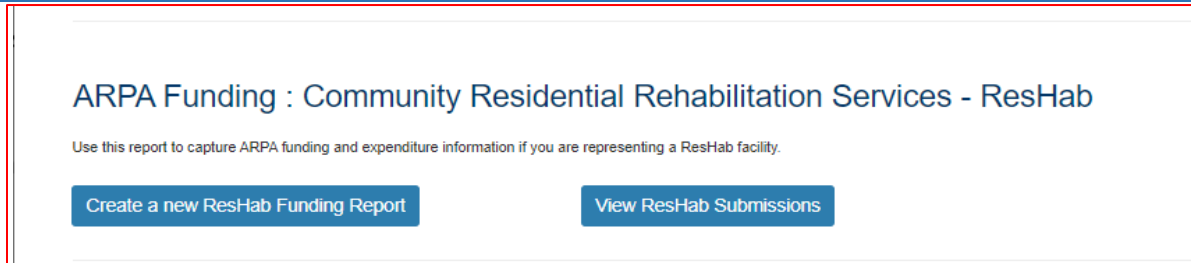 ARPA Funding : Community Residential Rehabilitation Services - ResHab
Use this report to capture ARPA funding and expenditure information if you are representing a ResHab facility.
Create a new ResHab Funding Report
View ResHab Submissions